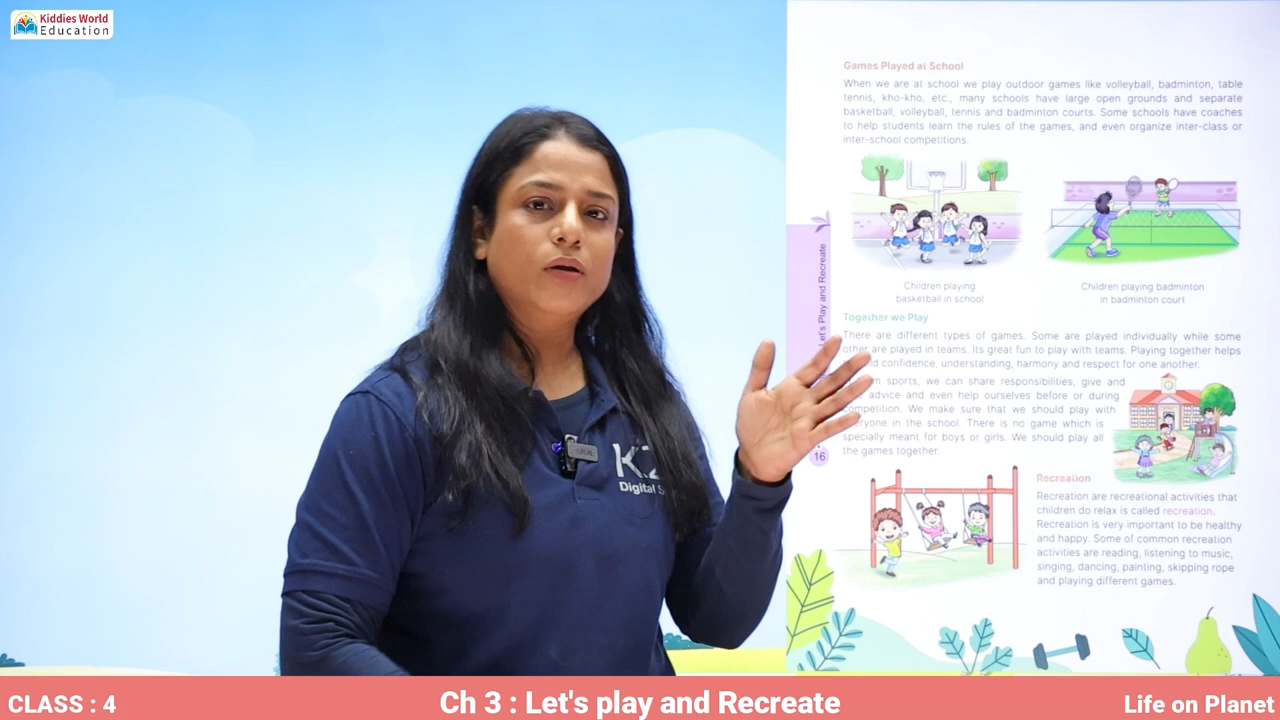 Kiddies World
Education
Games Played at School
When we are at school we play outdoor games like volleyball, badminton, table
tennis, kho-kho, etc., many schools have large open grounds and separate
basketball, volleyball, tennis and badminton courts. Some schools have coaches
to help students learn the rules of the games, and even organize inter-class or
inter-school competitions.
Children playing
basketball in school
Children playing badminton
in badminton court
Let's Play and Recreate
Together we Play
There are different types of games. Some are played individually while some
other are played in teams. Its great fun to play with teams. Playing together helps
confidence, understanding, harmony and respect for one another.
sports, we can share responsibilities, give and
advice and even help ourselves before or during
competition. We make sure that we should play with
everyone in the school. There is no game which is
specially meant for boys or girls. We should play all
the games together.
16
Recreation
Recreation are recreational activities that
children do relax is called recreation.
Recreation is very important to be healthy
and happy. Some of common recreation
activities are reading, listening to music,
singing, dancing, painting, skipping rope
and playing different games.
Digital
CLASS : 4
Ch 3 : Let's play and Recreate
Life on Planet